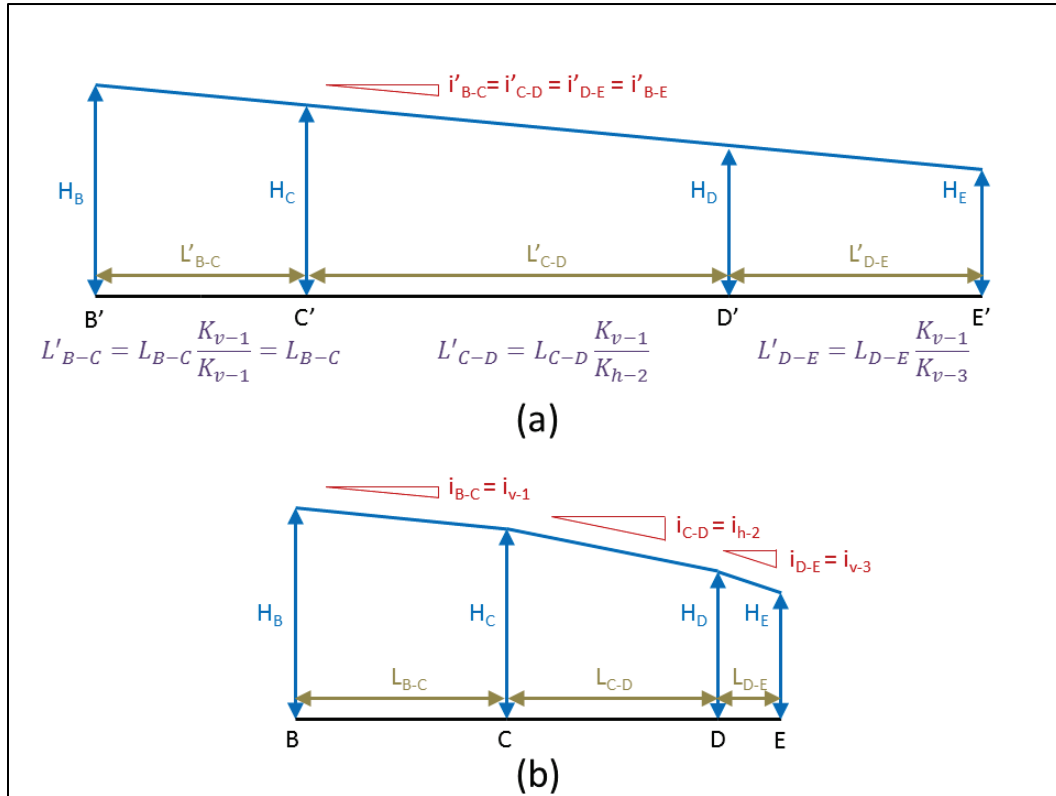 i'B-C = i'C-D = i'D-E = i'B-E
HB
HC
HD
HE
L'B-C
L'C-D
L'D-E
B'
C'
D'
E'
L'B−C = LB−C Kv−1/Kv−1 = LB−C
L'C−D = LC−D Kv−1/Kh−2
L'D−E = LD−E Kv−1/Kv−3
(a)
iB-C = iv-1
iC-D = ih-2
iD-E = iv-3
HB
HC
HD
HE
LB-C
LC-D
LD-E
B
C
D
E
(b)